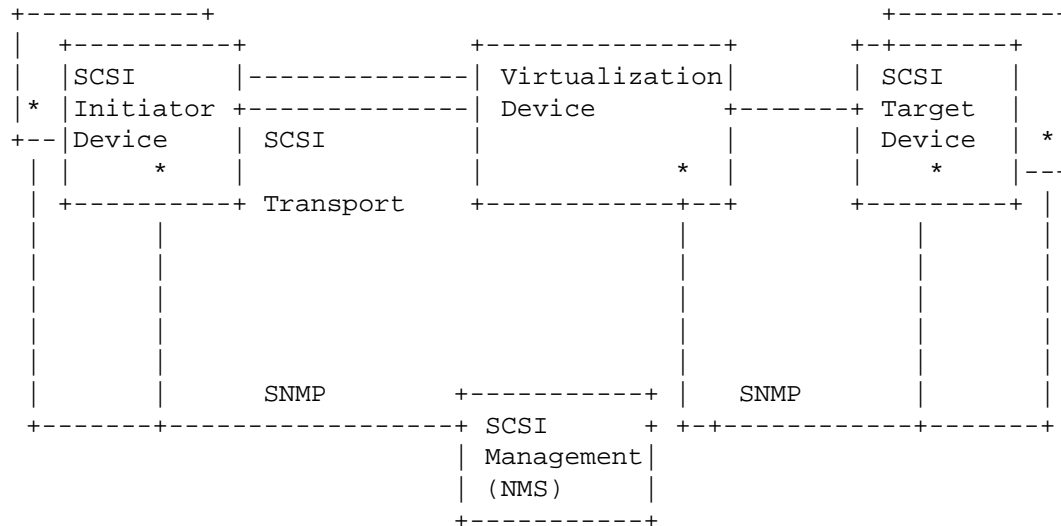 SCSI Virtualization SCSI
* Initiator Device Target
Device SCSI Device *
* * *
Transport
SNMP SNMP
SCSI
Management
(NMS)